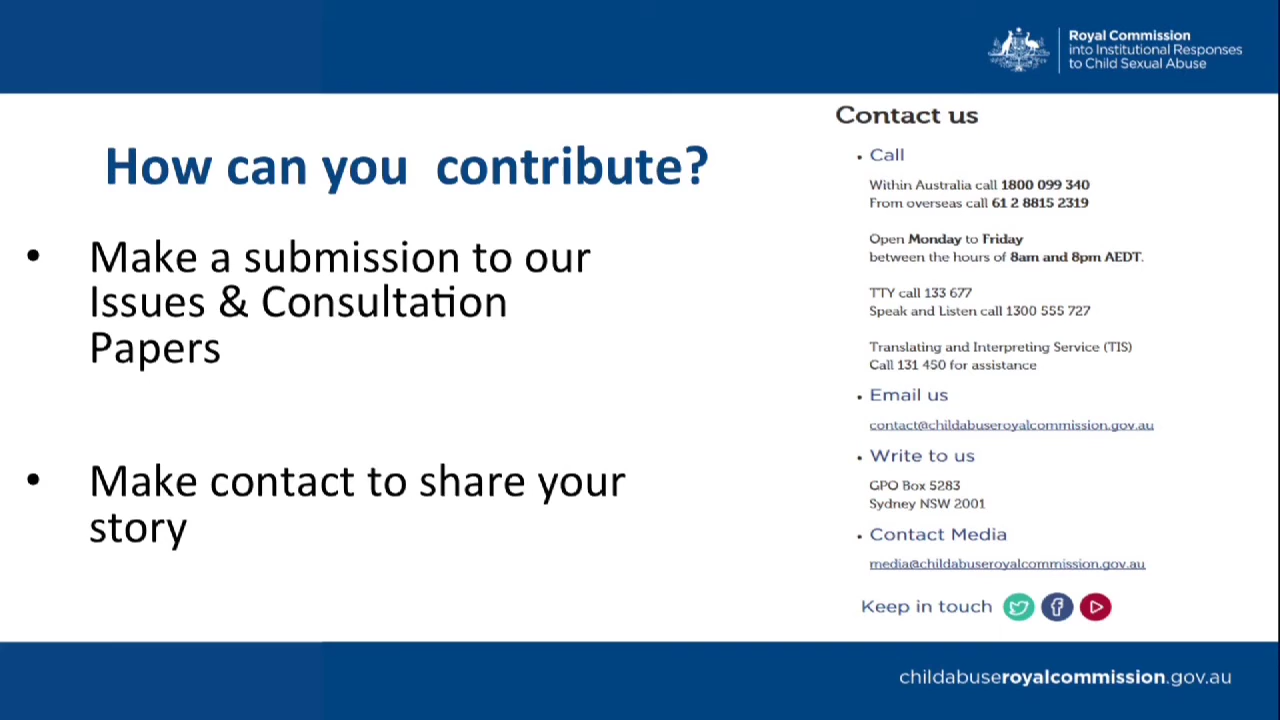 Royal Commission
into Institutional Responses
to Child Sexual Abuse
How can you contribute?
• Make a submission to our
Issues & Consultation
Papers
• Make contact to share your
story
Contact us
• Call
Within Australia call 1800 099 340
From overseas call 61 2 8815 2319
Open Monday to Friday
between the hours of 8am and 8pm AEDT.
TTY call 133 677
Speak and Listen call 1300 555 727
Translating and Interpreting Service (TIS)
Call 131 450 for assistance
• Email us
contact@childabuseroyalcommission.gov.au
• Write to us
GPO Box 5283
Sydney NSW 2001
• Contact Media
media@childabuseroyalcommission.gov.au
Keep in touch
childabuseroyalcommission.gov.au